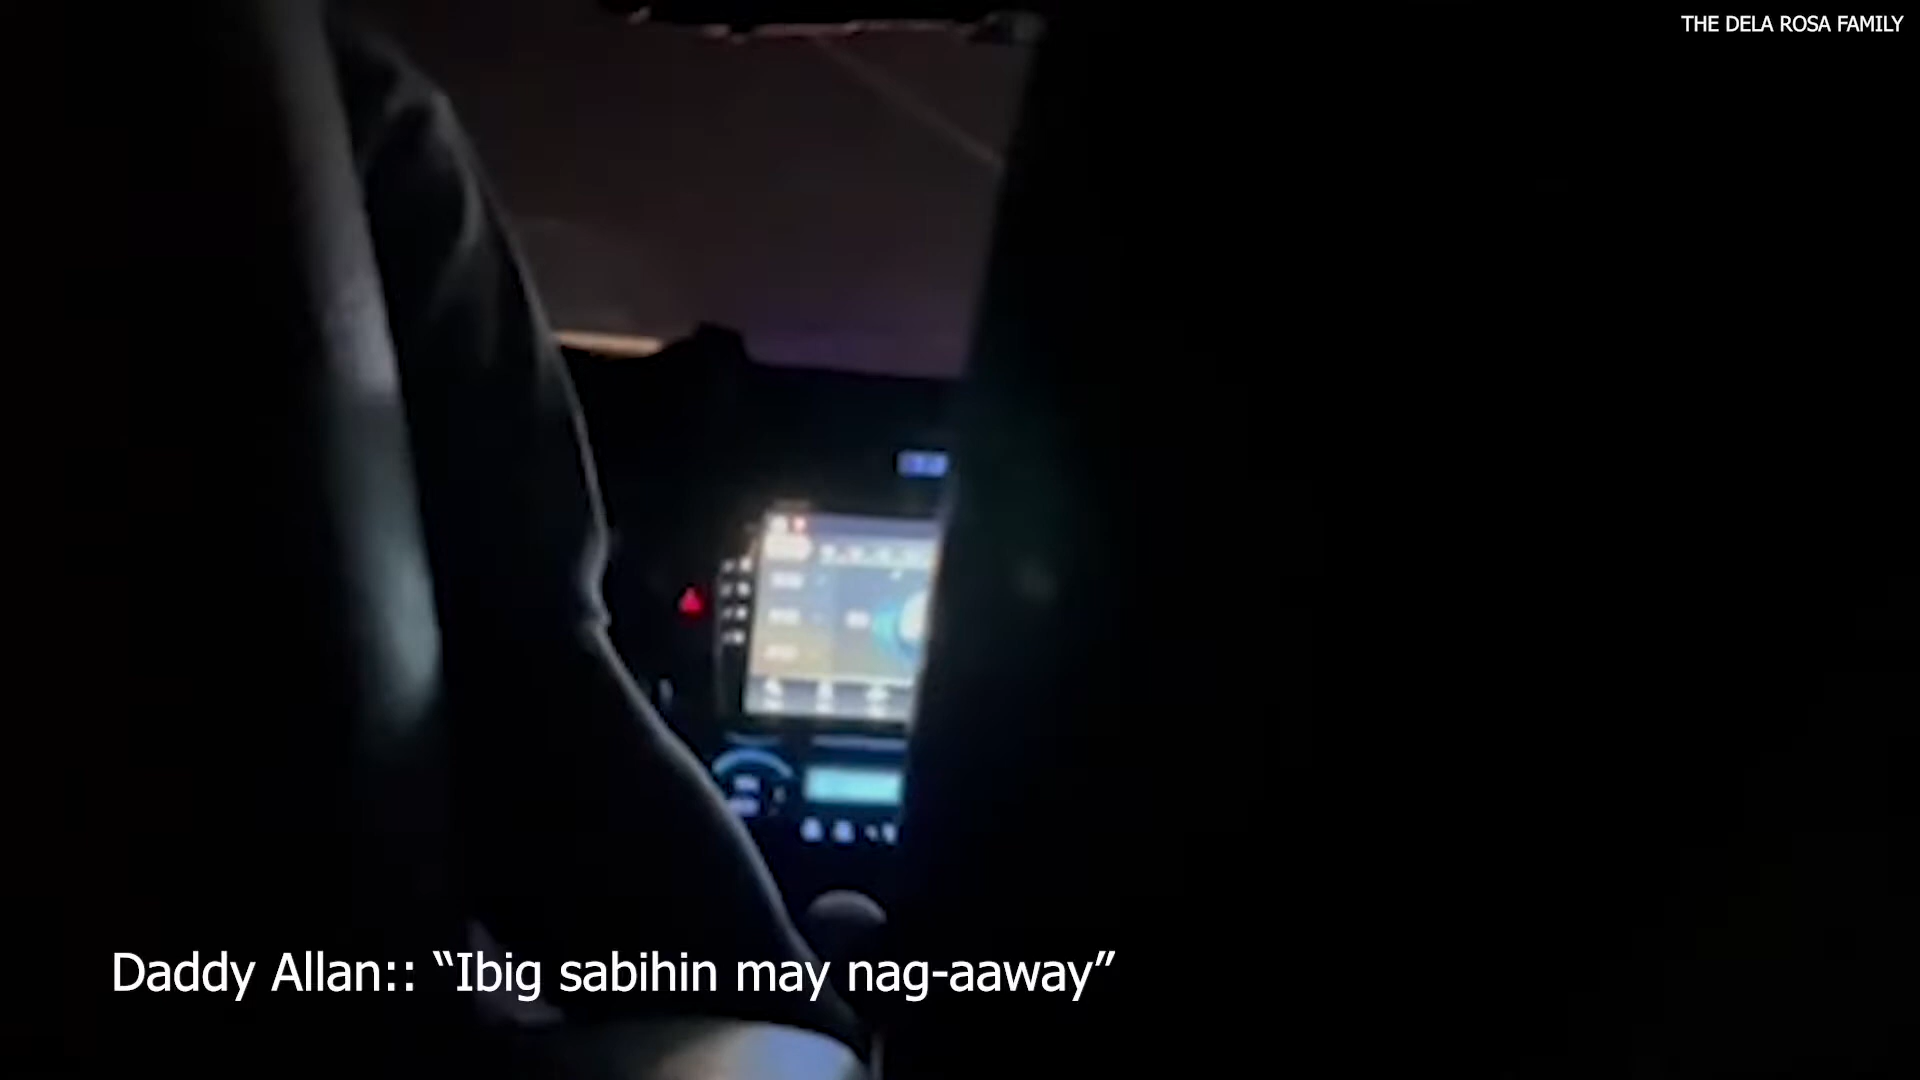 THE DELA ROSA FAMILY
Daddy Allan:: “Ibig sabihin may nag-aaway”